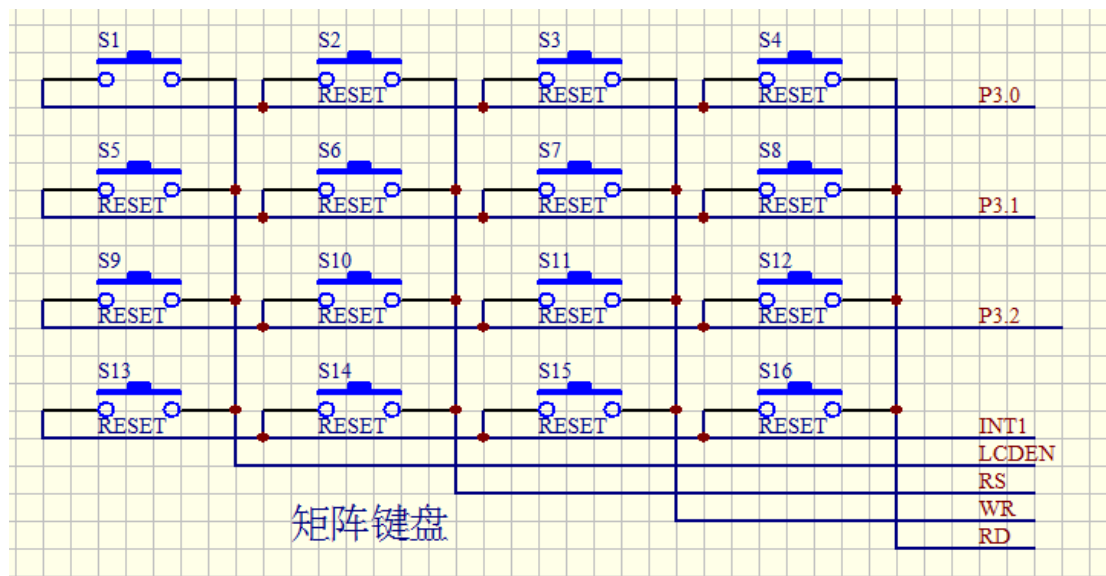 S1 S2 S3 S4
RESET RESET RESET P3.0
S5 S6 S7 S8
RESET RESET RESET RESET P3.1
S9 S10 S11 S12
RESET RESET RESET RESET P3.2
S13 S14 S15 S16
RESET RESET RESET RESET INT1
LCDEN
RS
WR
矩阵键盘
RD